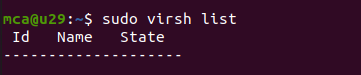 mca@u29:~$ sudo virsh list
 Id   Name   State
--------------------